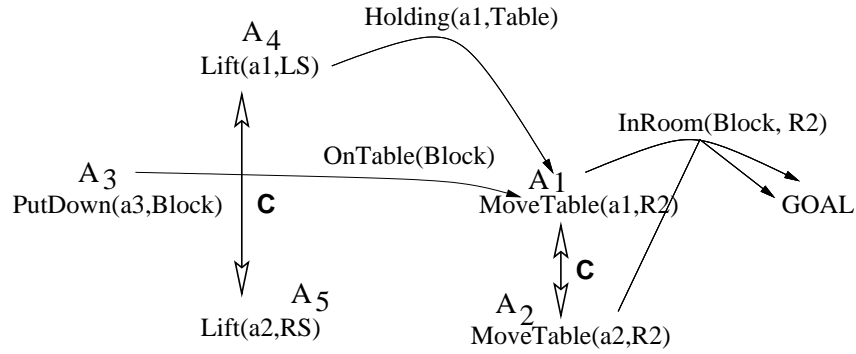 Holding(a1,Table)
A4
Lift(a1,LS)
InRoom(Block, R2)
OnTable(Block)
A3
PutDown(a3,Block)
C
A1
MoveTable(a1,R2)
GOAL
C
A5
Lift(a2,RS)
A2
MoveTable(a2,R2)